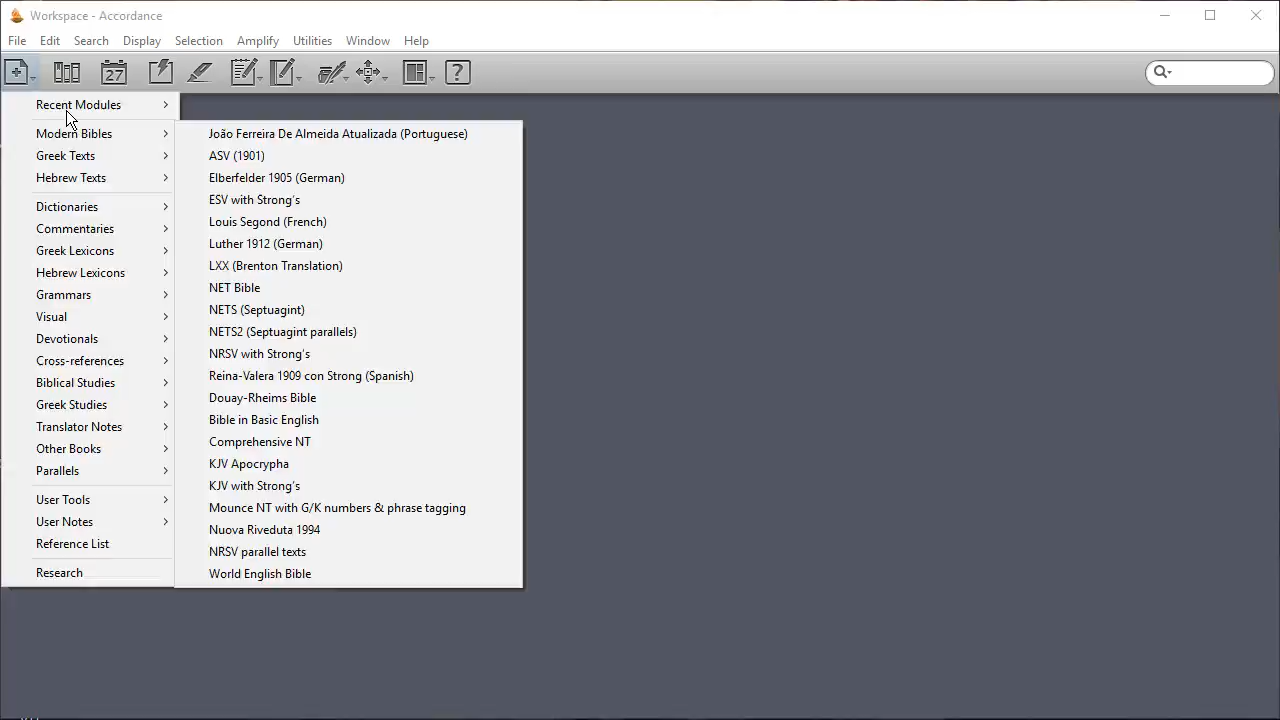 Workspace - Accordance
File Edit Search Display Selection Amplify Utilities Window Help
27
?
Recent Modules
Modern Bibles
Greek Texts
Hebrew Texts
Dictionaries
Commentaries
Greek Lexicons
Hebrew Lexicons
Grammars
Visual
Devotionals
Cross-references
Biblical Studies
Greek Studies
Translator Notes
Other Books
Parallels
User Tools
User Notes
Reference List
Research
João Ferreira De Almeida Atualizada (Portuguese)
ASV (1901)
Elberfelder 1905 (German)
ESV with Strong's
Louis Segond (French)
Luther 1912 (German)
LXX (Brenton Translation)
NET Bible
NETS (Septuagint)
NETS2 (Septuagint parallels)
NRSV with Strong's
Reina-Valera 1909 con Strong (Spanish)
Douay-Rheims Bible
Bible in Basic English
Comprehensive NT
KJV Apocrypha
KJV with Strong's
Mounce NT with G/K numbers & phrase tagging
Nuova Riveduta 1994
NRSV parallel texts
World English Bible